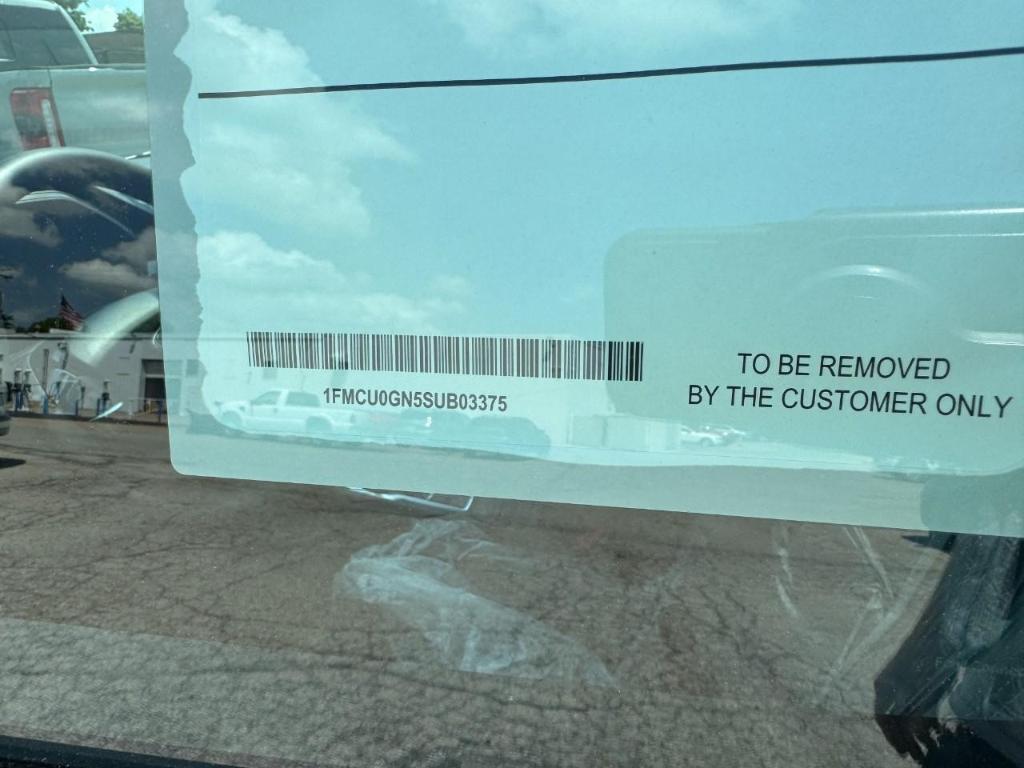 1FMCU0GN5SUB03375
TO BE REMOVED
BY THE CUSTOMER ONLY